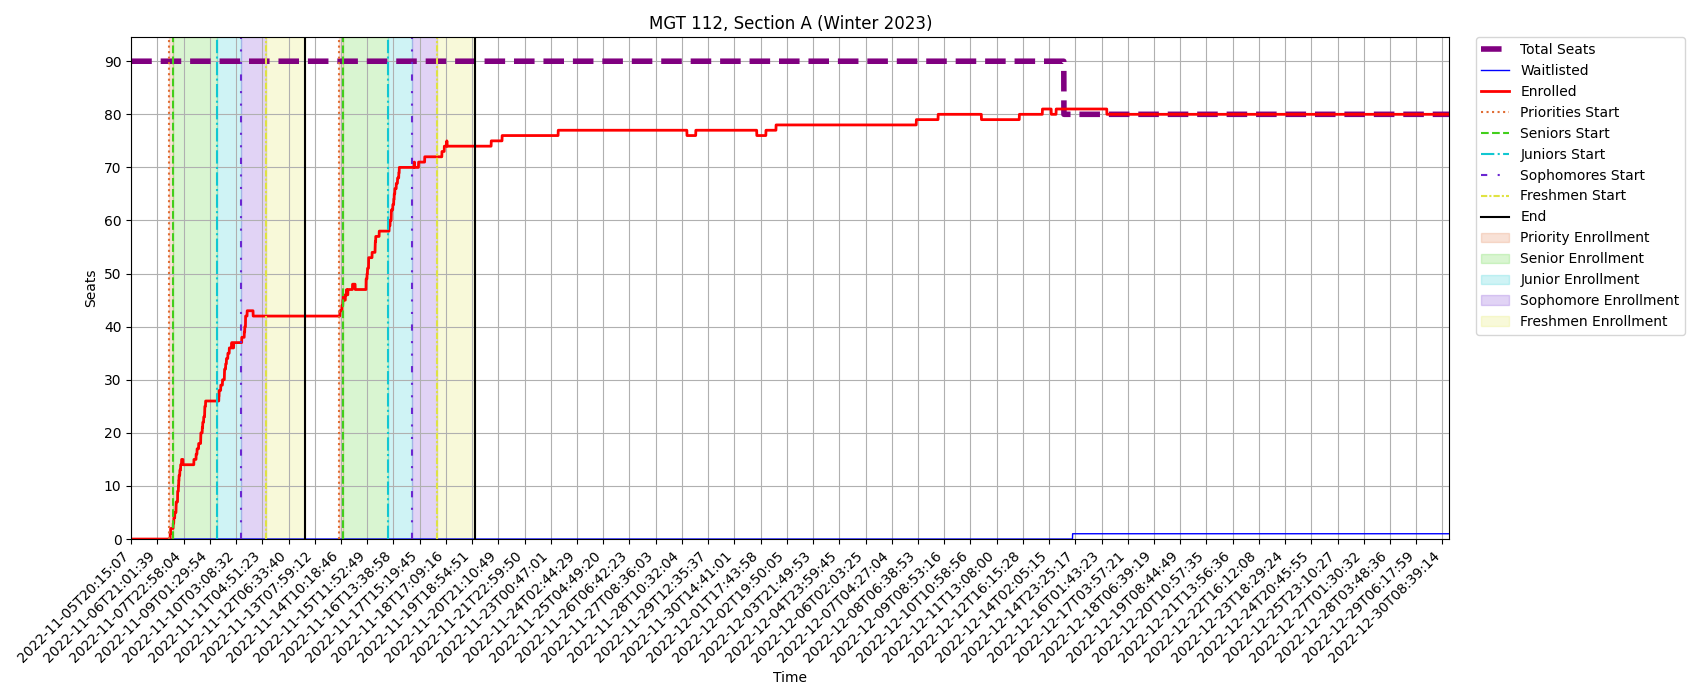 MGT 112, Section A (Winter 2023)
Seats
90
80
70
60
50
40
30
20
10
0
2022-11-05T20:15:07
2022-11-06T21:01:39
2022-11-07T22:58:04
2022-11-09T01:29:54
2022-11-10T03:08:32
2022-11-11T04:51:23
2022-11-12T06:33:40
2022-11-13T07:59:12
2022-11-14T10:18:46
2022-11-15T11:52:49
2022-11-16T13:38:58
2022-11-17T15:19:45
2022-11-18T17:09:16
2022-11-19T18:54:51
2022-11-20T21:10:49
2022-11-21T22:59:50
2022-11-23T00:47:01
2022-11-24T02:44:29
2022-11-25T04:49:20
2022-11-26T06:42:23
2022-11-27T08:36:03
2022-11-28T10:32:04
2022-11-29T12:35:37
2022-11-30T14:41:01
2022-12-01T17:43:58
2022-12-02T19:50:05
2022-12-03T21:49:53
2022-12-04T23:59:45
2022-12-06T02:03:25
2022-12-07T04:27:04
2022-12-08T06:38:53
2022-12-09T08:53:16
2022-12-10T10:58:56
2022-12-11T13:08:00
2022-12-12T16:15:28
2022-12-14T02:05:15
2022-12-14T23:25:17
2022-12-16T01:43:23
2022-12-17T03:57:21
2022-12-18T06:39:19
2022-12-19T08:44:49
2022-12-20T10:57:35
2022-12-21T13:56:36
2022-12-22T16:12:08
2022-12-23T18:29:24
2022-12-24T20:45:55
2022-12-25T23:10:27
2022-12-27T01:30:32
2022-12-28T03:48:36
2022-12-29T06:17:59
2022-12-30T08:39:14
Time
Total Seats
Waitlisted
Enrolled
Priorities Start
Seniors Start
Juniors Start
Sophomores Start
Freshmen Start
End
Priority Enrollment
Senior Enrollment
Junior Enrollment
Sophomore Enrollment
Freshmen Enrollment